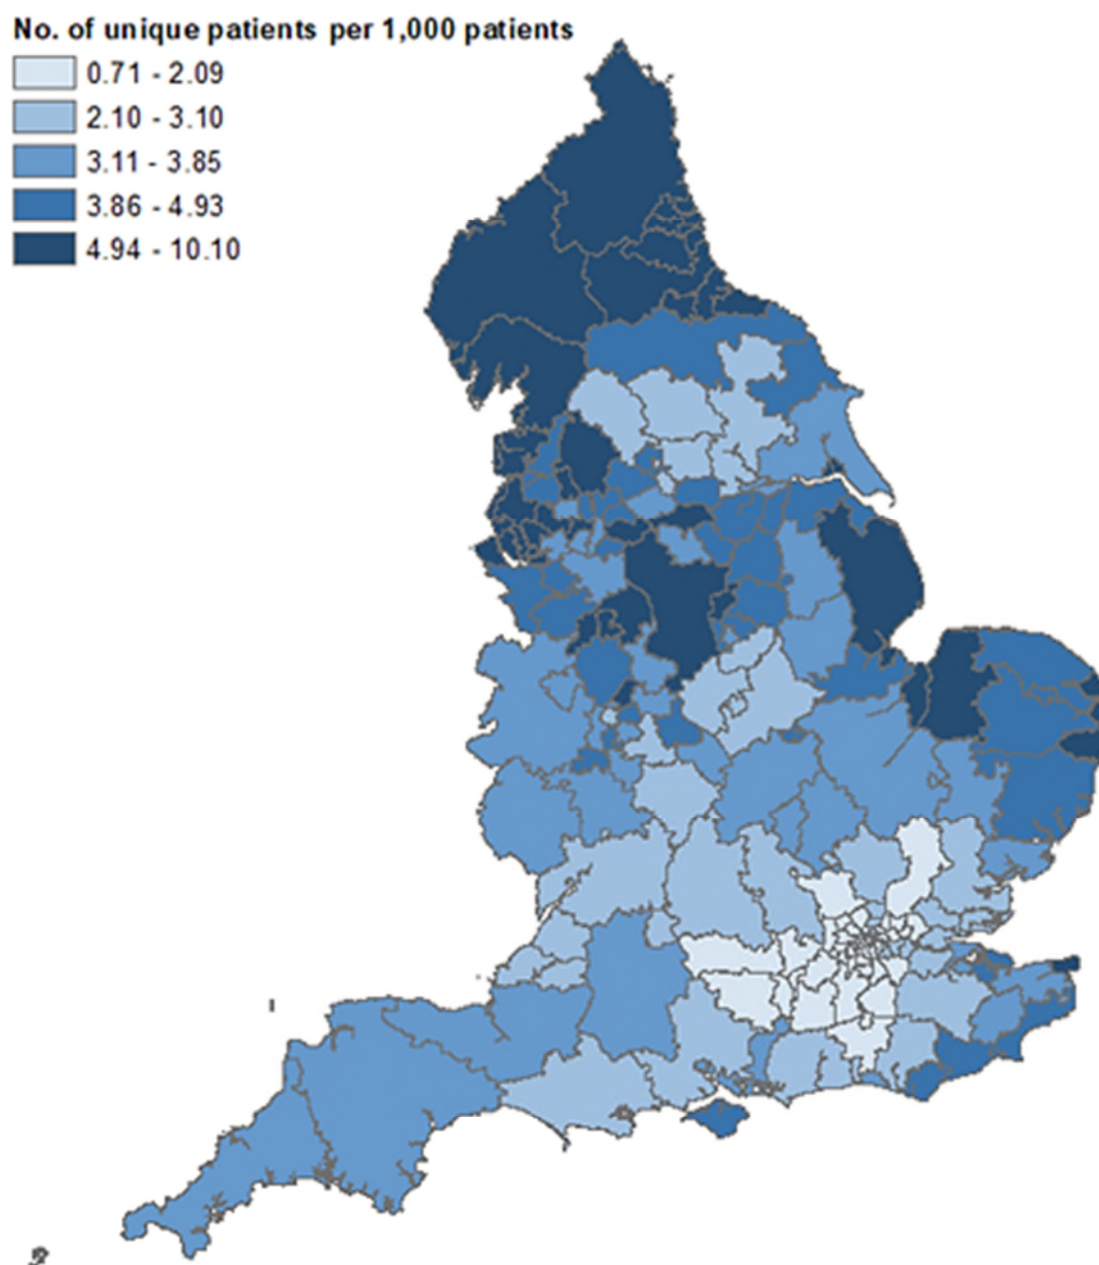 No. of unique patients per 1,000 patients
0.71 - 2.09
2.10 - 3.10
3.11 - 3.85
3.86 - 4.93
4.94 - 10.10